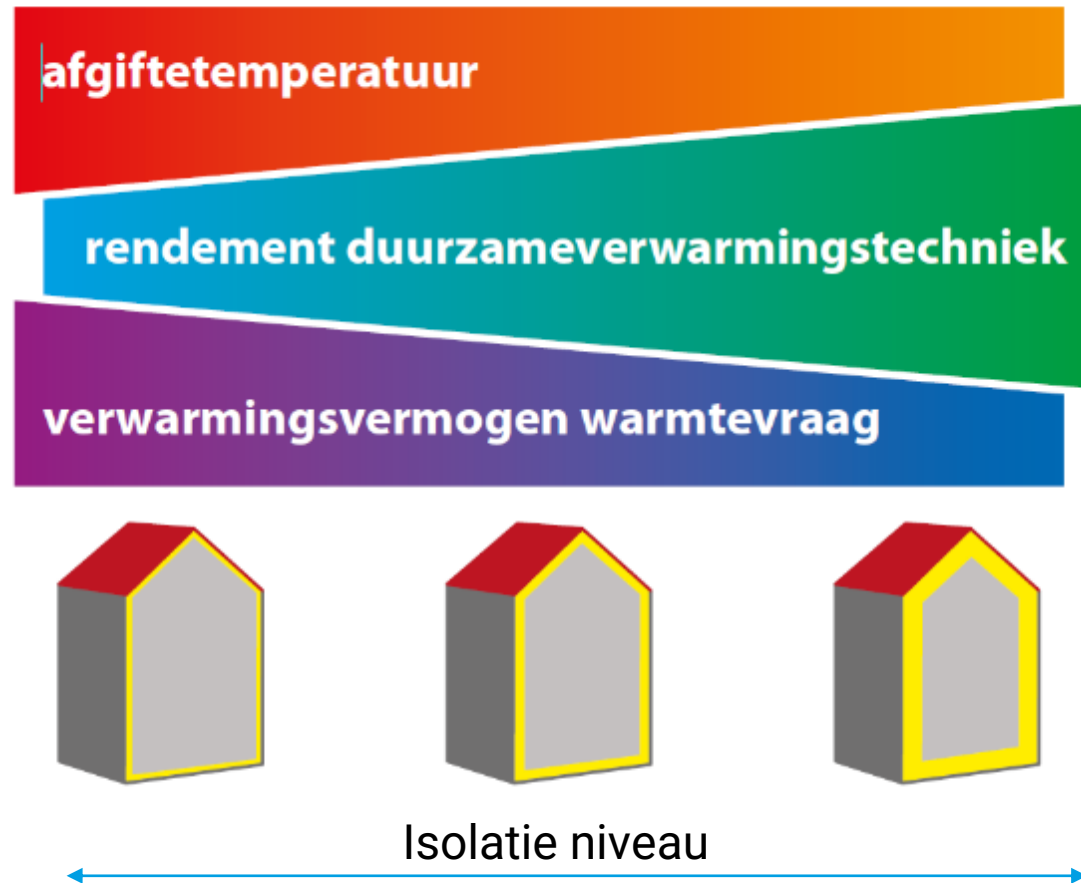 afgiftetemperatuur
rendement duurzameverwarmingstechniek
verwarmingsvermogen warmtevraag
Isolatie niveau